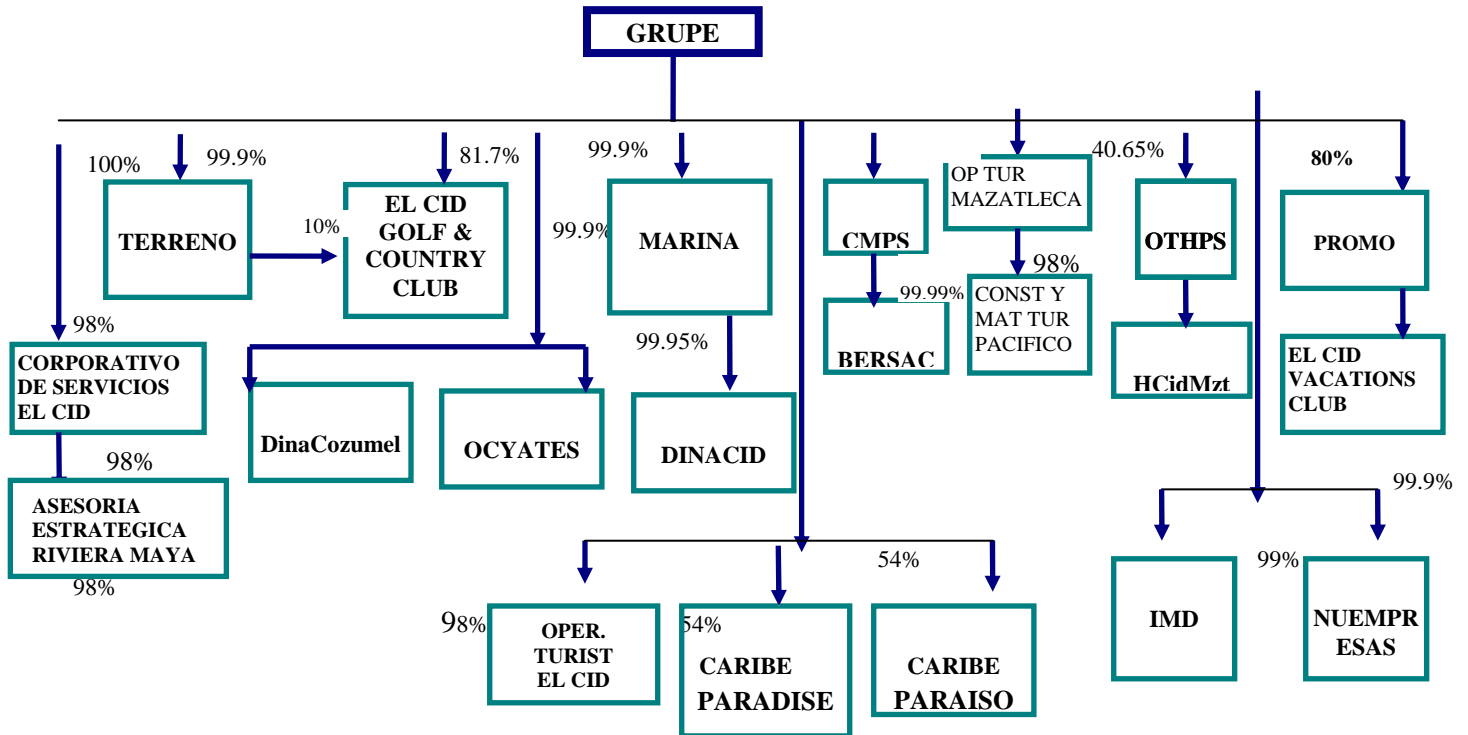 GRUPE
100%
99.9%
81.7%
99.9%
40.65%
80%
TERRENO
10%
EL CID
GOLF &
COUNTRY
CLUB
99.9%
MARINA
CMPS
OP TUR
MAZATLECA
OTHPS
PROMO
98%
CORPORATIVO
DE SERVICIOS
EL CID
98%
ASESORIA
ESTRATEGICA
RIVIERA MAYA
98%
DinaCozumel
OCYATES
99.95%
DINACID
99.99%
BERSAC
98%
CONST Y
MAT TUR
PACIFICO
HCidMzt
EL CID
VACATIONS
CLUB
98%
OPER.
TURIST
EL CID
54%
CARIBE
PARADISE
54%
CARIBE
PARAISO
99.9%
IMD
99%
NUEMPR
ESAS